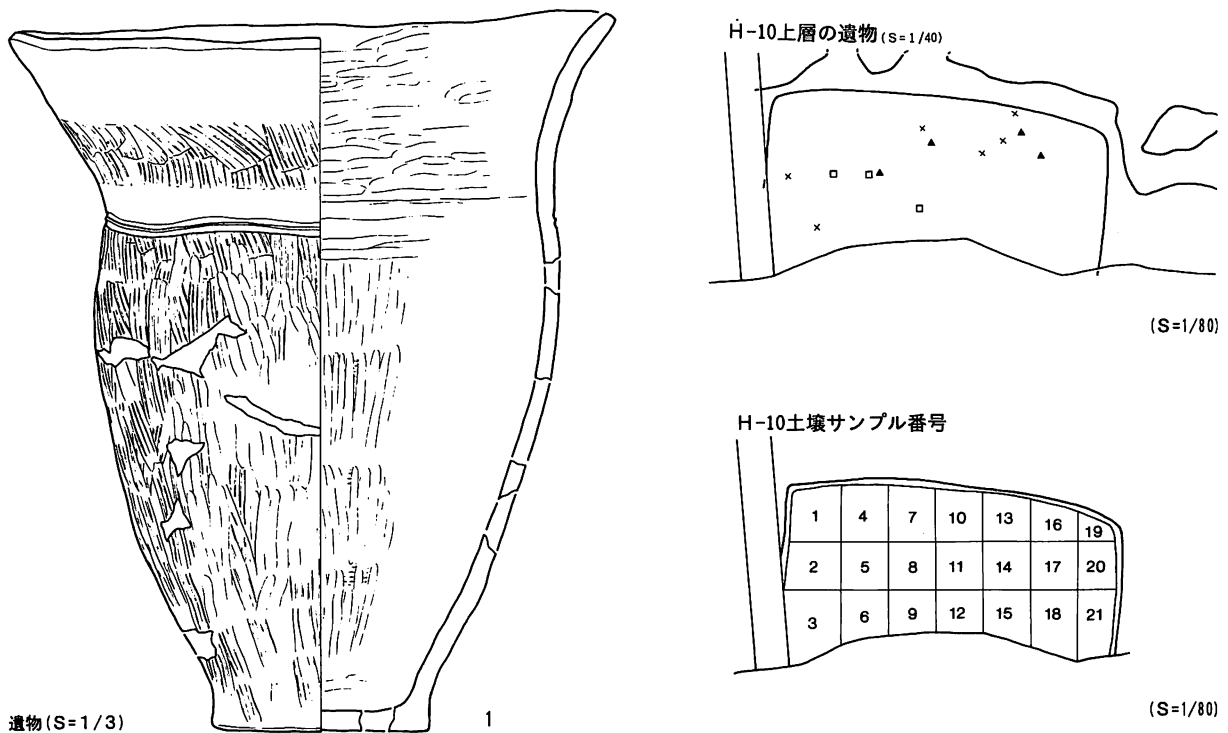 遺物(S=1/3)
1
H-10上層の遺物(S=1/40)
(S=1/80)
H-10土壌サンプル番号
1 4 7 10 13 16 19
2 5 8 11 14 17 20
3 6 9 12 15 18 21
(S=1/80)